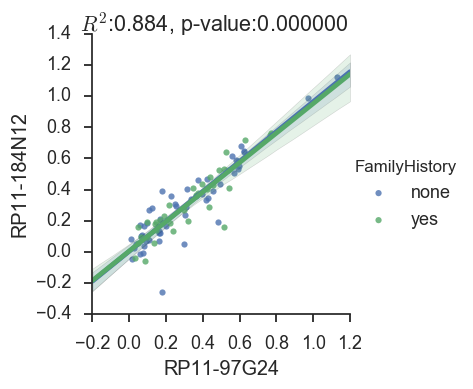 R²:0.884, p-value:0.000000
1.4
1.2
1.0
0.8
0.6
0.4
0.2
0.0
−0.2
−0.4
RP11-184N12
−0.2 0.0 0.2 0.4 0.6 0.8 1.0 1.2
RP11-97G24
FamilyHistory
none
yes